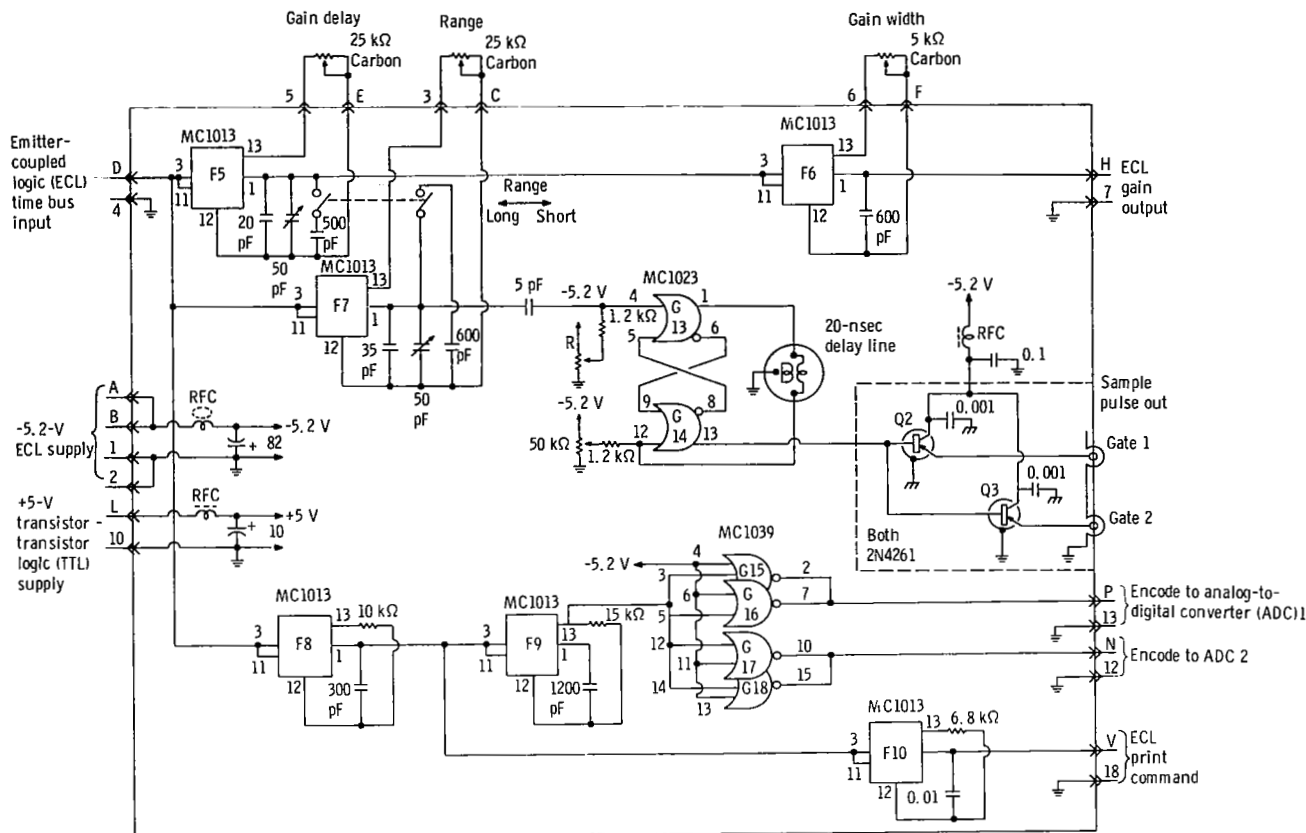 Gain delay
25 kΩ
Carbon
Range
25 kΩ
Carbon
Gain width
5 kΩ
Carbon
5
E
3
C
6
F
Emitter-
coupled
logic (ECL)
time bus
input
D
4
MC1013
3
11
F5
13
1
12
20
pF
50
pF
500
pF
Range
Long Short
MC1013
3
11
F6
13
1
12
600
pF
H
7
ECL
gain
output
MC1013
3
11
F7
13
1
12
35
pF
50
pF
600
pF
5 pF
-5.2 V
R
1.2 kΩ
MC1023
4
5
G
13
1
6
9
12
G
14
8
13
-5.2 V
50 kΩ
1.2 kΩ
20-nsec
delay line
-5.2 V
RFC
0.1
Sample
pulse out
Q2
0.001
Gate 1
0.001
Q3
Gate 2
Both
2N4261
-5.2-V
ECL supply
A
B
1
2
RFC
-5.2 V
+
82
+5-V
transistor-
transistor
logic (TTL)
supply
L
10
RFC
+5 V
+
10
MC1039
-5.2 V
4
3
G15
2
6
5
G
16
7
12
11
G
17
10
14
13
G18
15
P
13
Encode to analog-to-
digital converter (ADC)1
N
12
Encode to ADC 2
MC1013
3
11
F8
13
10 kΩ
1
12
300
pF
MC1013
3
11
F9
13
15 kΩ
1
12
1200
pF
MC1013
3
11
F10
13
6.8 kΩ
12
0.01
V
18
ECL
print
command